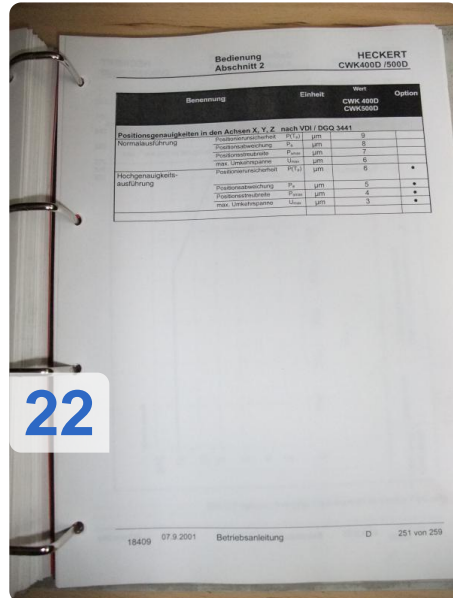 Bedienung HECKERT
Abschnitt 2 CWK400D /500D
Benennung Einheit Wert Option
CWK 400D
CWK500D
Positionsgenauigkeiten in den Achsen X, Y, Z nach VDI / DGQ 3441
Normalausführung Positionierunsicherheit P(Tₙ) µm 9
Positionsabweichung Pₐ µm 8
Positionsstreubreite Pₛₘₐₓ µm 7
max. Umkehrspanne Uₘₐₓ µm 6
Hochgenauigkeits- Positionierunsicherheit P(Tₙ) µm 6 •
ausführung
Positionsabweichung Pₐ µm 5 •
Positionsstreubreite Pₛₘₐₓ µm 4 •
max. Umkehrspanne Uₘₐₓ µm 3 •
22
18409 07.9.2001 Betriebsanleitung D 251 von 259